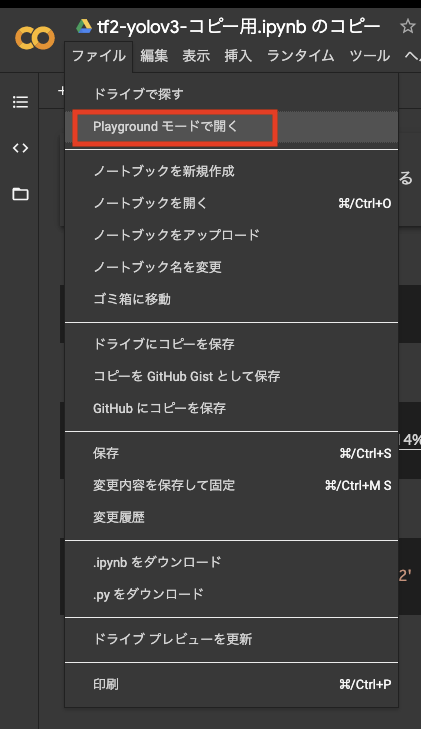 tf2-yolov3-コピー用.ipynb のコピー
ファイル 編集 表示 挿入 ランタイム ツール ヘ
ドライブで探す
Playground モードで開く
ノートブックを新規作成
る
ノートブックを開く ⌘/Ctrl+O
ノートブックをアップロード
ノートブック名を変更
ゴミ箱に移動
ドライブにコピーを保存
コピーを GitHub Gist として保存
GitHub にコピーを保存
14%
保存 ⌘/Ctrl+S
変更内容を保存して固定 ⌘/Ctrl+M S
変更履歴
.ipynb をダウンロード
2'
.py をダウンロード
ドライブ プレビューを更新
印刷 ⌘/Ctrl+P